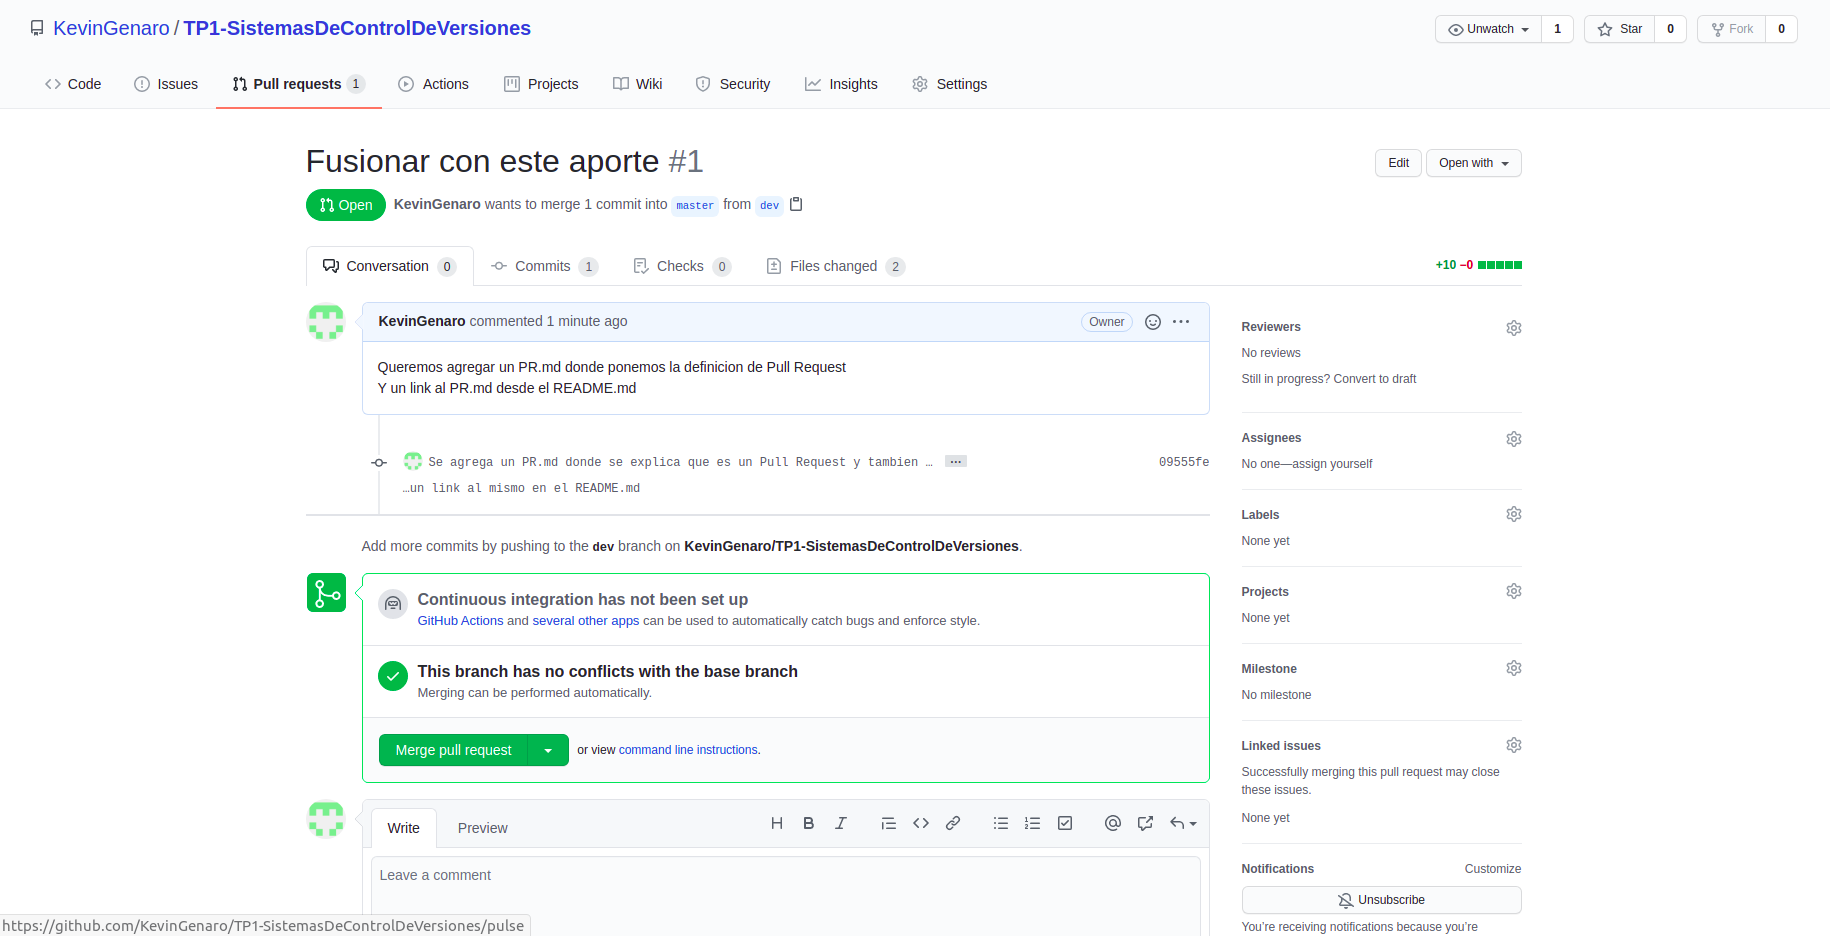 KevinGenaro / TP1-SistemasDeControlDeVersiones
Unwatch 1 Star 0 Fork 0
Code Issues Pull requests 1 Actions Projects Wiki Security Insights Settings
Fusionar con este aporte #1
Edit Open with
Open KevinGenaro wants to merge 1 commit into master from dev
Conversation 0 Commits 1 Checks 0 Files changed 2
+10 −0
KevinGenaro commented 1 minute ago
Owner
Queremos agregar un PR.md donde ponemos la definicion de Pull Request
Y un link al PR.md desde el README.md
Se agrega un PR.md donde se explica que es un Pull Request y tambien … 09555fe
…un link al mismo en el README.md
Add more commits by pushing to the dev branch on KevinGenaro/TP1-SistemasDeControlDeVersiones.
Continuous integration has not been set up
GitHub Actions and several other apps can be used to automatically catch bugs and enforce style.
This branch has no conflicts with the base branch
Merging can be performed automatically.
Merge pull request or view command line instructions.
Write Preview
Leave a comment
Reviewers
No reviews
Still in progress? Convert to draft
Assignees
No one—assign yourself
Labels
None yet
Projects
None yet
Milestone
No milestone
Linked issues
Successfully merging this pull request may close
these issues.
None yet
Notifications Customize
Unsubscribe
You're receiving notifications because you're
https://github.com/KevinGenaro/TP1-SistemasDeControlDeVersiones/pulse